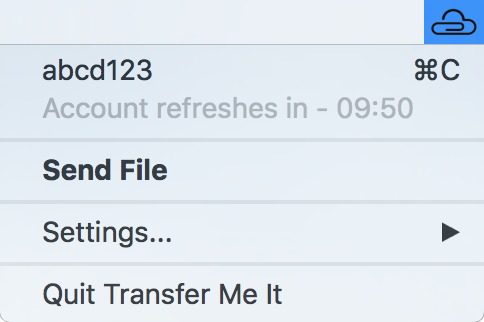 abcd123 ⌘C
Account refreshes in - 09:50
Send File
Settings... ▶
Quit Transfer Me It